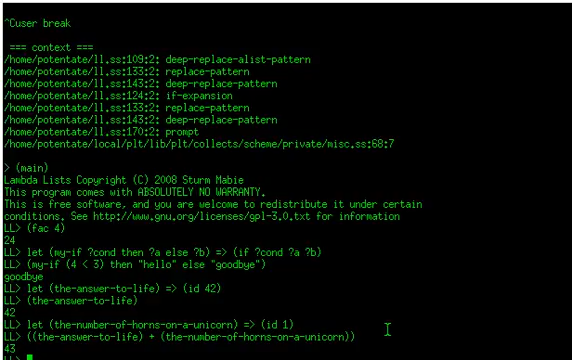 ^Cuser break
=== context ===
/home/potentate/ll.ss:109:2: deep-replace-alist-pattern
/home/potentate/ll.ss:133:2: replace-pattern
/home/potentate/ll.ss:143:2: deep-replace-pattern
/home/potentate/ll.ss:124:2: if-expansion
/home/potentate/ll.ss:133:2: replace-pattern
/home/potentate/ll.ss:143:2: deep-replace-pattern
/home/potentate/ll.ss:170:2: prompt
/home/potentate/local/plt/lib/plt/collects/scheme/private/misc.ss:68:7
> (main)
Lambda Lists Copyright (C) 2008 Sturm Mabie
This program comes with ABSOLUTELY NO WARRANTY.
This is free software, and you are welcome to redistribute it under certain
conditions. See http://www.gnu.org/licenses/gpl-3.0.txt for information
LL> (fac 4)
24
LL> let (my-if ?cond then ?a else ?b) => (if ?cond ?a ?b)
LL> (my-if (4 < 3) then "hello" else "goodbye")
goodbye
LL> let (the-answer-to-life) => (id 42)
LL> (the-answer-to-life)
42
LL> let (the-number-of-horns-on-a-unicorn) => (id 1)
LL> ((the-answer-to-life) + (the-number-of-horns-on-a-unicorn))
43
LL>